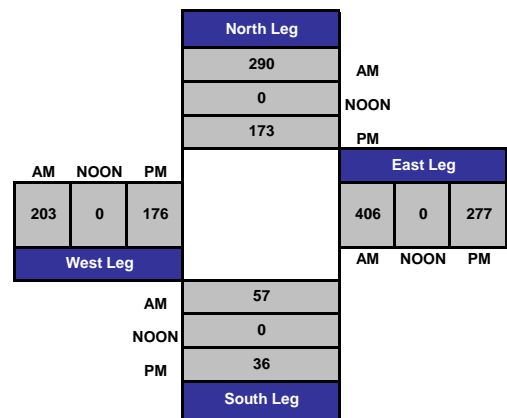 North Leg
290 AM
0 NOON
173 PM
East Leg
AM NOON PM
203 0 176
406 0 277
West Leg
AM NOON PM
AM 57
NOON 0
PM 36
South Leg